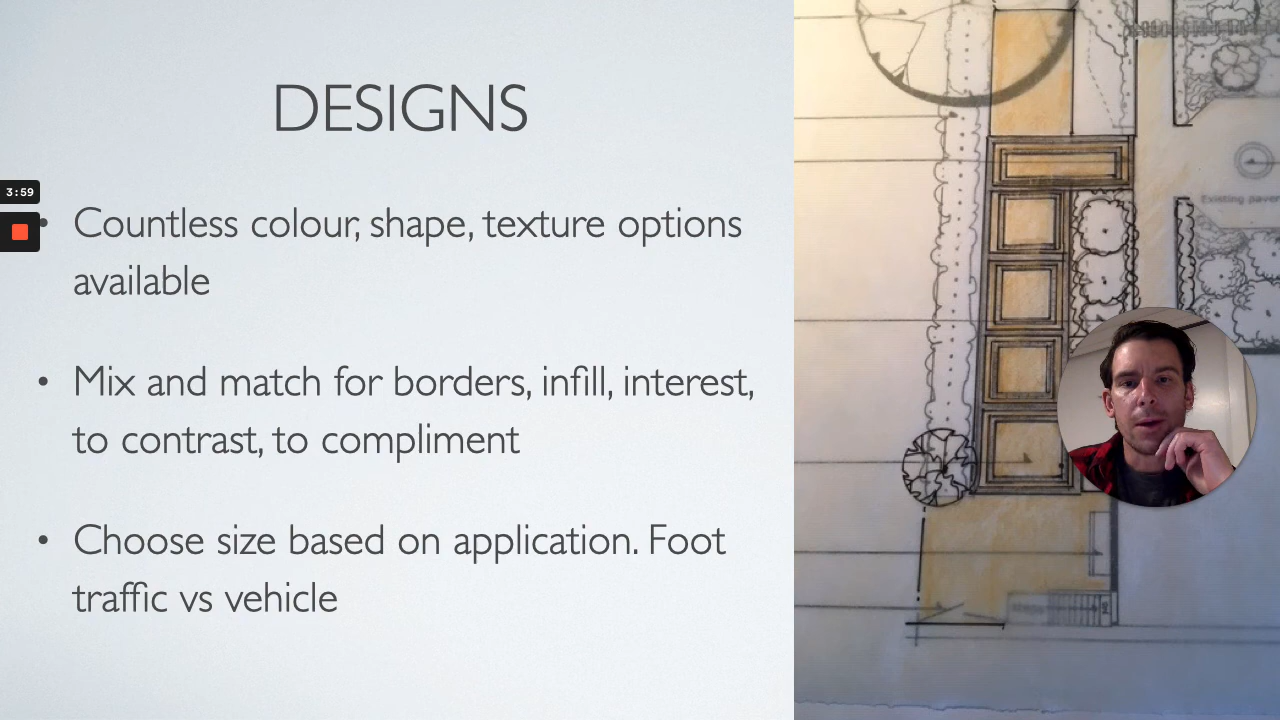 DESIGNS
3:59
• Countless colour, shape, texture options
available
• Mix and match for borders, infill, interest,
to contrast, to compliment
• Choose size based on application. Foot
traffic vs vehicle
Existing